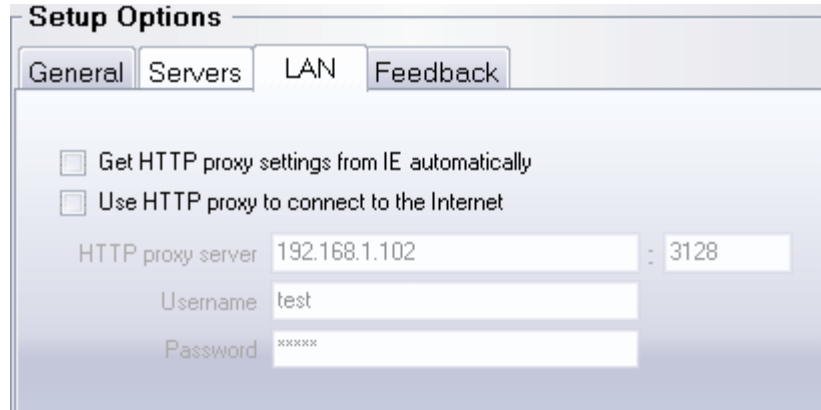 Setup Options
General Servers LAN Feedback
Get HTTP proxy settings from IE automatically
Use HTTP proxy to connect to the Internet
HTTP proxy server 192.168.1.102 : 3128
Username test
Password *****